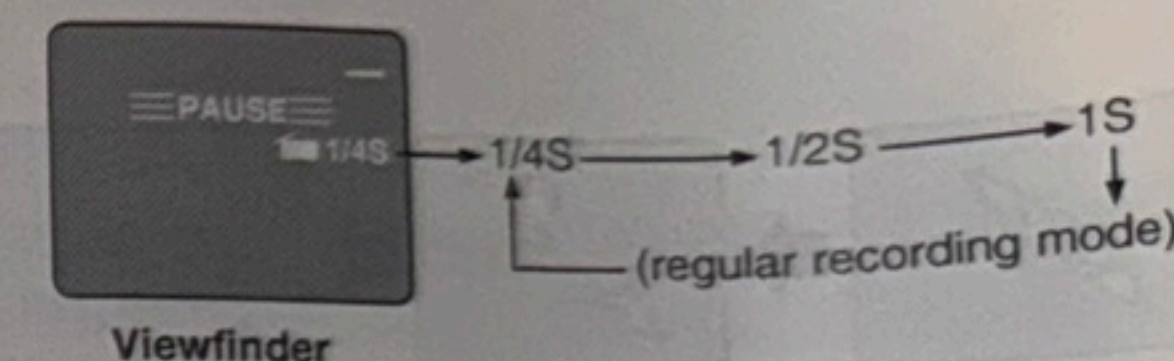 PAUSE
1/4S
1/4S
1/2S
1S
(regular recording mode)
Viewfinder